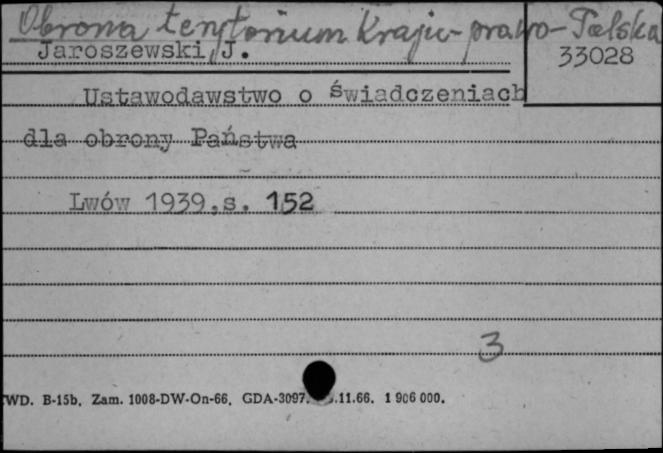 Obrona terytorium Kraju - prawo - Polska
Jaroszewski J.
33028
Ustawodawstwo o świadczeniach
dla obrony Państwa
Lwów 1939, s. 152
3
WD. B-15b. Zam. 1008-DW-On-66. GDA-3097. .11.66. 1 906 000.